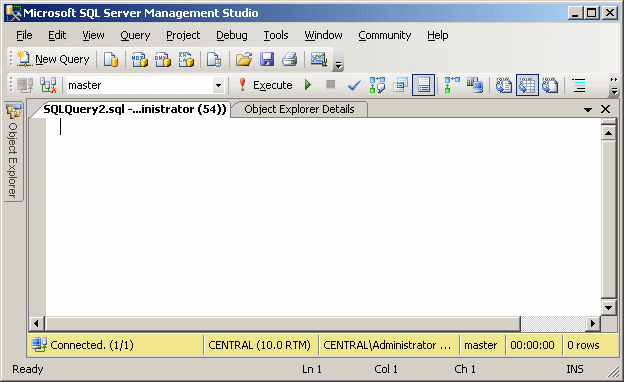 Microsoft SQL Server Management Studio
File Edit View Query Project Debug Tools Window Community Help
New Query
master Execute
SQLQuery2.sql -...inistrator (54)) Object Explorer Details
Object Explorer
Connected. (1/1) CENTRAL (10.0 RTM) CENTRAL\Administrator ... master 00:00:00 0 rows
Ready Ln 1 Col 1 Ch 1 INS